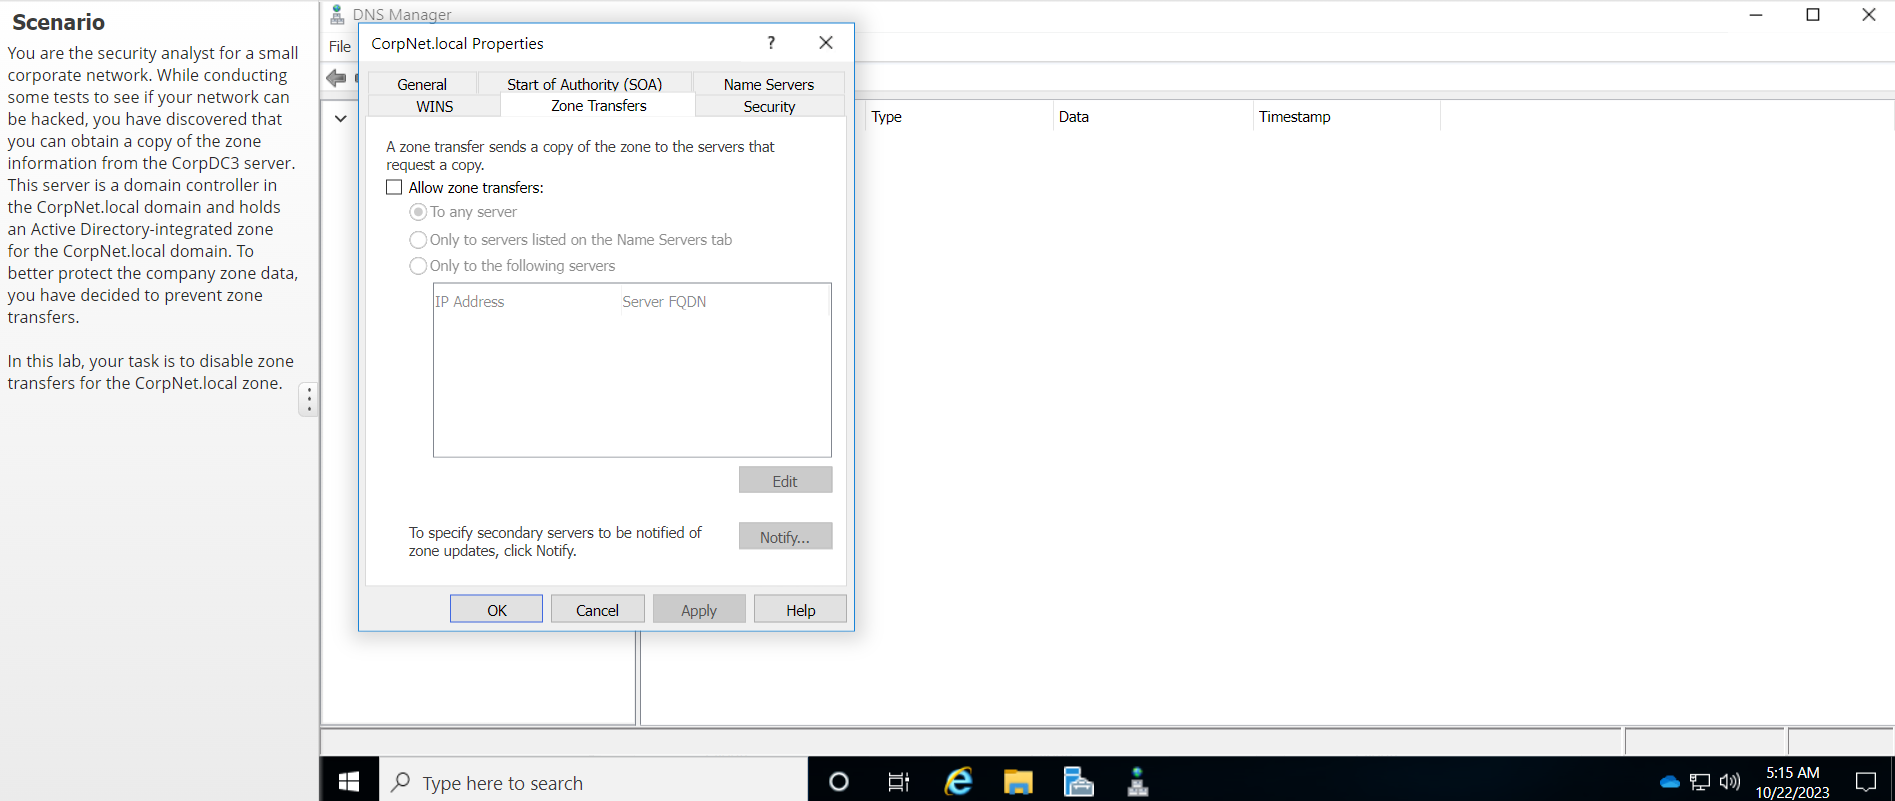 Scenario
You are the security analyst for a small
corporate network. While conducting
some tests to see if your network can
be hacked, you have discovered that
you can obtain a copy of the zone
information from the CorpDC3 server.
This server is a domain controller in
the CorpNet.local domain and holds
an Active Directory-integrated zone
for the CorpNet.local domain. To
better protect the company zone data,
you have decided to prevent zone
transfers.
In this lab, your task is to disable zone
transfers for the CorpNet.local zone.
DNS Manager
File
CorpNet.local Properties
?
General
Start of Authority (SOA)
Name Servers
WINS
Zone Transfers
Security
A zone transfer sends a copy of the zone to the servers that
request a copy.
Allow zone transfers:
To any server
Only to servers listed on the Name Servers tab
Only to the following servers
IP Address
Server FQDN
Edit
To specify secondary servers to be notified of
zone updates, click Notify.
Notify...
OK
Cancel
Apply
Help
Type
Data
Timestamp
Type here to search
5:15 AM
10/22/2023